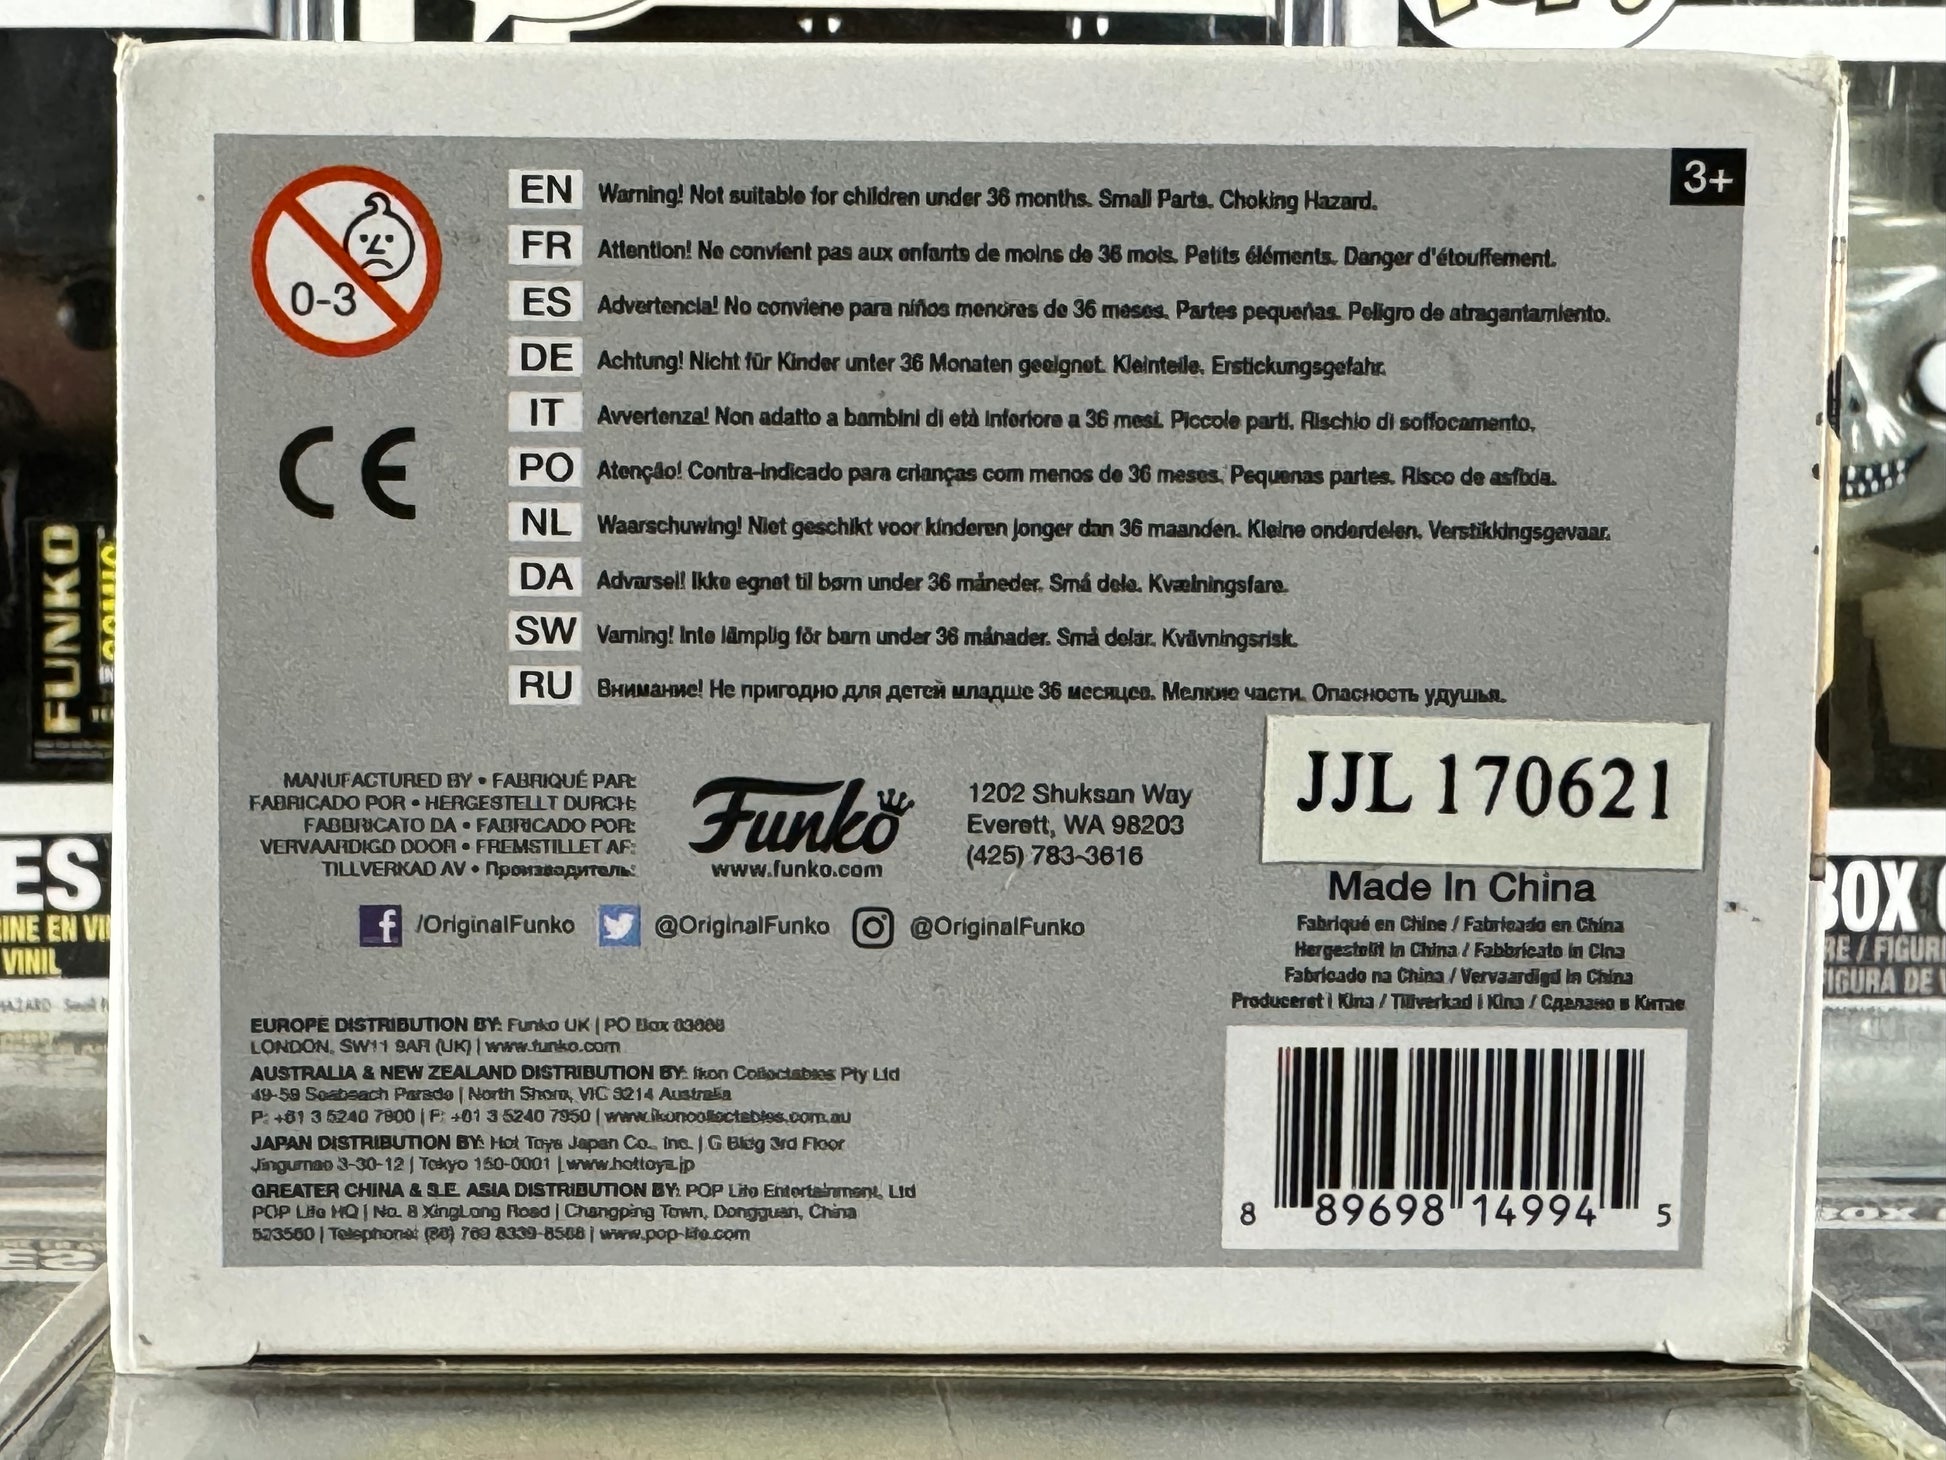 3+
0-3
EN Warning! Not suitable for children under 36 months. Small Parts. Choking Hazard.
FR Attention! Ne convient pas aux enfants de moins de 36 mois. Petits éléments. Danger d'étouffement.
ES Advertencia! No conviene para niños menores de 36 meses. Partes pequeñas. Peligro de atragantamiento.
DE Achtung! Nicht für Kinder unter 36 Monaten geeignet. Kleinteile. Erstickungsgefahr.
IT Avvertenza! Non adatto a bambini di età inferiore a 36 mesi. Piccole parti. Rischio di soffocamento.
PO Atenção! Contra-indicado para crianças com menos de 36 meses. Pequenas partes. Risco de asfixia.
NL Waarschuwing! Niet geschikt voor kinderen jonger dan 36 maanden. Kleine onderdelen. Verstikkingsgevaar.
DA Advarsel! Ikke egnet til børn under 36 måneder. Små dele. Kvælningsfare.
SW Varning! Inte lämplig för barn under 36 månader. Små delar. Kvävningsrisk.
RU Внимание! Не пригодно для детей младше 36 месяцев. Мелкие части. Опасность удушья.
CE
MANUFACTURED BY • FABRIQUÉ PAR:
FABRICADO POR • HERGESTELLT DURCH:
FABBRICATO DA • FABRICADO POR:
VERVAARDIGD DOOR • FREMSTILLET AF:
TILLVERKAD AV • Производитель:
Funko
www.funko.com
1202 Shuksan Way
Everett, WA 98203
(425) 783-3616
/OriginalFunko @OriginalFunko @OriginalFunko
JJL 170621
Made In China
Fabriqué en Chine / Fabricado en China
Hergestellt in China / Fabbricato in Cina
Fabricado na China / Vervaardigd in China
Produceret i Kina / Tillverkad i Kina / Сделано в Китае
EUROPE DISTRIBUTION BY: Funko UK | PO Box
LONDON, SW11 9AR (UK) | www.funko.com
AUSTRALIA & NEW ZEALAND DISTRIBUTION BY: Ikon Collectables Pty Ltd
49-59 Seabeach Parade | North Shore, VIC 3214 Australia
P: +61 3 5240 7800 | F: +61 3 5240 7950 | www.ikoncollectables.com.au
JAPAN DISTRIBUTION BY: Hot Toys Japan Co., Inc. | G Bldg 3rd Floor
Jingumae 3-30-12 | Tokyo 150-0001 | www.hottoys.jp
GREATER CHINA & S.E. ASIA DISTRIBUTION BY: POP Life Entertainment, Ltd
POP Life HQ | No. 8 XingLong Road | Changping Town, Dongguan, China
523560 | Telephone: (86) 769 8339-8588 | www.pop-life.com
8 89698 14994 5
FUNKO
ES
INE EN VI
VINIL
BOX
RE / FIGUR
IGURA DE